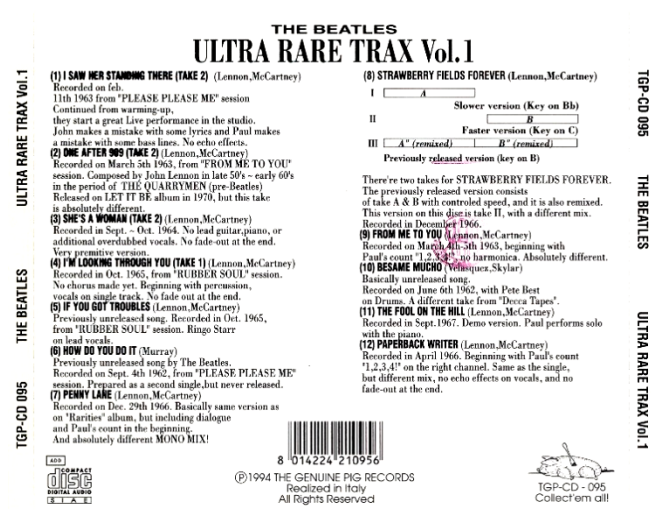 THE BEATLES
ULTRA RARE TRAX Vol.1
ULTRA RARE TRAX Vol.1
THE BEATLES
TGP-CD 095
(1) I SAW HER STANDING THERE (TAKE 2) (Lennon,McCartney)
Recorded on feb.
11th 1963 from "PLEASE PLEASE ME" session
Continued from warming-up,
they start a great Live performance in the studio.
John makes a mistake with some lyrics and Paul makes
a mistake with some bass lines. No echo effects.
(2) ONE AFTER 909 (TAKE 2) (Lennon,McCartney)
Recorded on March 5th 1963, from "FROM ME TO YOU"
session. Composed by John Lennon in late 50's ~ early 60's
in the period of THE QUARRYMEN (pre-Beatles)
Released on LET IT BE album in 1970, but this take
is absolutely different.
(3) SHE'S A WOMAN (TAKE 2) (Lennon,McCartney)
Recorded in Sept. ~ Oct. 1964. No lead guitar,piano, or
additional overdubbed vocals. No fade-out at the end.
Very premitive version.
(4) I'M LOOKING THROUGH YOU (TAKE 1) (Lennon,McCartney)
Recorded in Oct. 1965, from "RUBBER SOUL" session.
No chorus made yet. Beginning with percussion,
vocals on single track. No fade out at the end.
(5) IF YOU GOT TROUBLES (Lennon,McCartney)
Previously unreleased song. Recorded in Oct. 1965,
from "RUBBER SOUL" session. Ringo Starr
on lead vocals.
(6) HOW DO YOU DO IT (Murray)
Previously unreleased song by The Beatles.
Recorded on Sept. 4th 1962, from "PLEASE PLEASE ME"
session. Prepared as a second single,but never released.
(7) PENNY LANE (Lennon,McCartney)
Recorded on Dec. 29th 1966. Basically same version as
on "Rarities" album, but including dialogue
and Paul's count in the beginning.
And absolutely different MONO MIX!
(8) STRAWBERRY FIELDS FOREVER (Lennon,McCartney)
I A
Slower version (Key on Bb)
II B
Faster version (Key on C)
III A" (remixed) B" (remixed)
Previously released version (key on B)
There're two takes for STRAWBERRY FIELDS FOREVER.
The previously released version consists
of take A & B with controled speed, and it is also remixed.
This version on this disc is take II, with a different mix.
Recorded in December 1966.
(9) FROM ME TO YOU (Lennon,McCartney)
Recorded on March 4th-5th 1963, beginning with
Paul's count "1,2,3,4!", no harmonica. Absolutely different.
(10) BESAME MUCHO (Velasquez,Skylar)
Basically unreleased song.
Recorded on June 6th 1962, with Pete Best
on Drums. A different take from "Decca Tapes".
(11) THE FOOL ON THE HILL (Lennon,McCartney)
Recorded in Sept.1967. Demo version. Paul performs solo
with the piano.
(12) PAPERBACK WRITER (Lennon,McCartney)
Recorded in April 1966. Beginning with Paul's count
"1,2,3,4!" on the right channel. Same as the single,
but different mix, no echo effects on vocals, and no
fade-out at the end.
TGP-CD 095
THE BEATLES
ULTRA RARE TRAX Vol.1
ADD
COMPACT
disc
DIGITAL AUDIO
S I A E
8 014224 210956
Ⓟ1994 THE GENUINE PIG RECORDS
Realized in Italy
All Rights Reserved
TGP-CD - 095
Collect'em all!